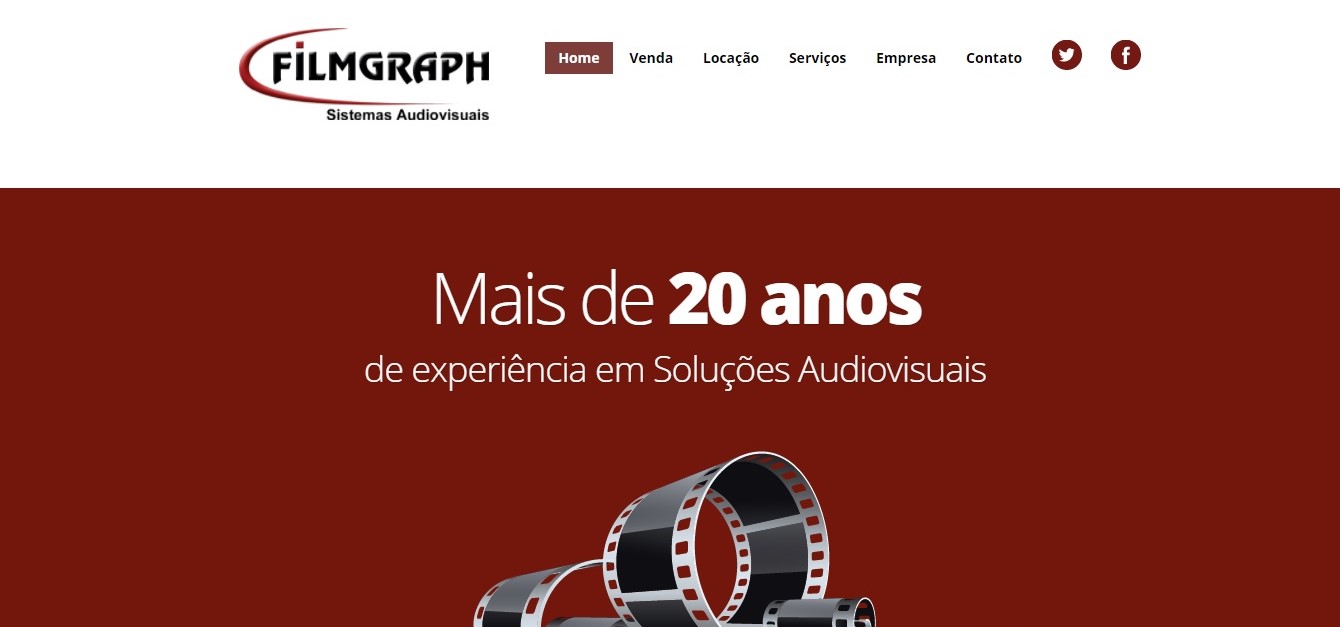 FiLMGRAPH
Sistemas Audiovisuais
Home Venda Locação Serviços Empresa Contato
Mais de 20 anos
de experiência em Soluções Audiovisuais